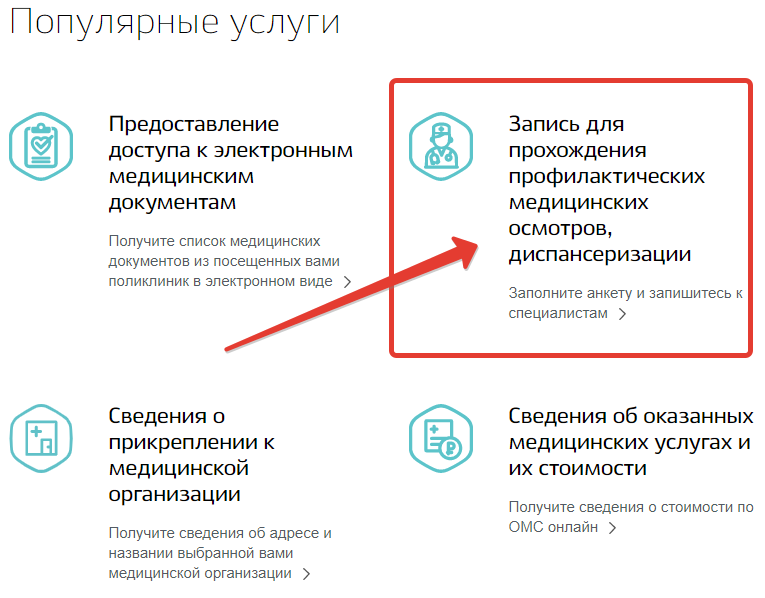 Популярные услуги
Предоставление
доступа к электронным
медицинским
документам
Получите список медицинских
документов из посещенных вами
поликлиник в электронном виде
Запись для
прохождения
профилактических
медицинских
осмотров,
диспансеризации
Заполните анкету и запишитесь к
специалистам
Сведения о
прикреплении к
медицинской
организации
Получите сведения об адресе и
названии выбранной вами
медицинской организации
Сведения об оказанных
медицинских услугах и
их стоимости
Получите сведения о стоимости по
ОМС онлайн